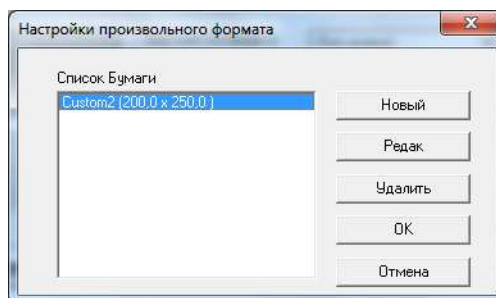 Настройки произвольного формата
Список Бумаги
Custom2 (200,0 x 250,0 )
Новый
Редак
Удалить
OK
Отмена